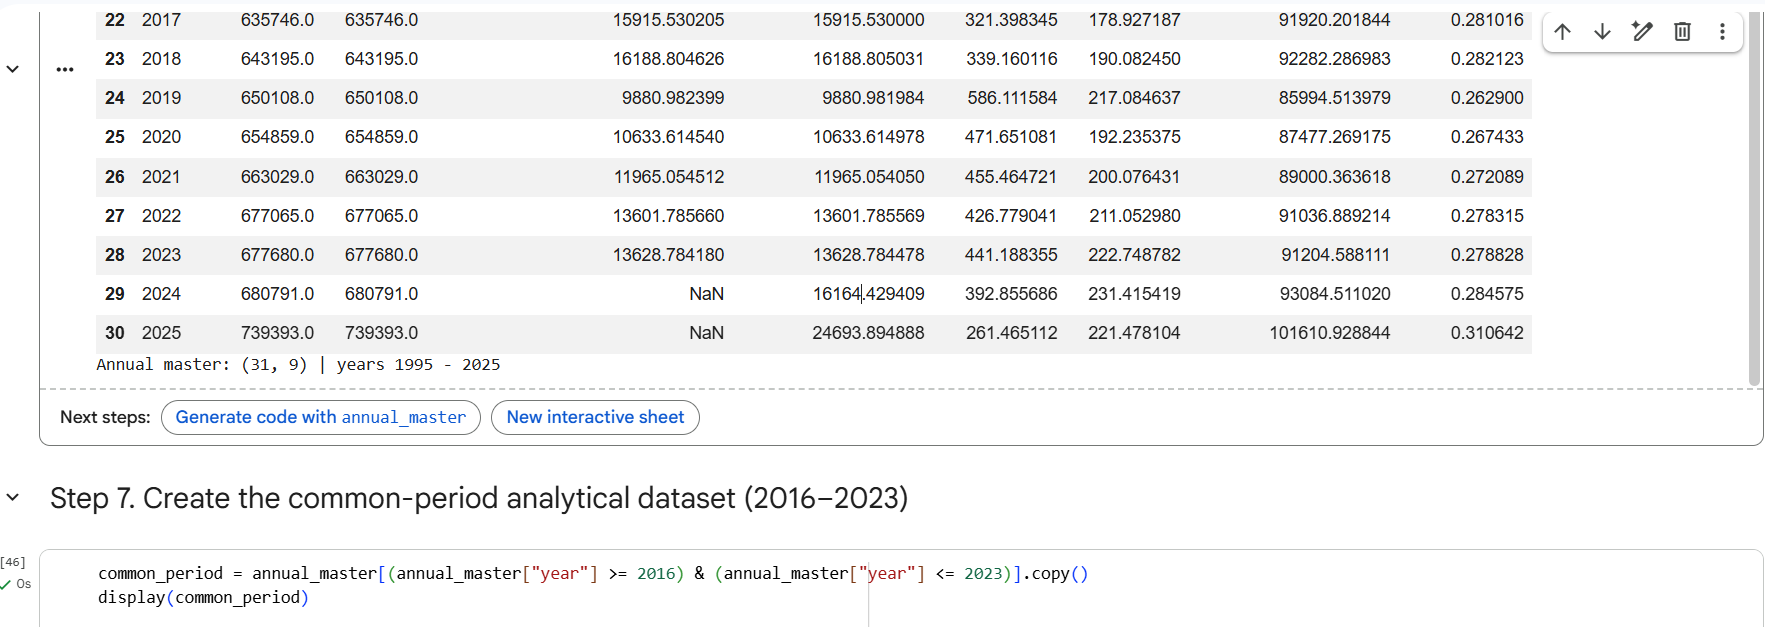 22 2017 635746.0 635746.0 15915.530205 15915.530000 321.398345 178.927187 91920.201844 0.281016
23 2018 643195.0 643195.0 16188.804626 16188.805031 339.160116 190.082450 92282.286983 0.282123
24 2019 650108.0 650108.0 9880.982399 9880.981984 586.111584 217.084637 85994.513979 0.262900
25 2020 654859.0 654859.0 10633.614540 10633.614978 471.651081 192.235375 87477.269175 0.267433
26 2021 663029.0 663029.0 11965.054512 11965.054050 455.464721 200.076431 89000.363618 0.272089
27 2022 677065.0 677065.0 13601.785660 13601.785569 426.779041 211.052980 91036.889214 0.278315
28 2023 677680.0 677680.0 13628.784180 13628.784478 441.188355 222.748782 91204.588111 0.278828
29 2024 680791.0 680791.0 NaN 16164.429409 392.855686 231.415419 93084.511020 0.284575
30 2025 739393.0 739393.0 NaN 24693.894888 261.465112 221.478104 101610.928844 0.310642
Annual master: (31, 9) | years 1995 - 2025
Next steps: Generate code with annual_master New interactive sheet
Step 7. Create the common-period analytical dataset (2016–2023)
[46]
0s
common_period = annual_master[(annual_master["year"] >= 2016) & (annual_master["year"] <= 2023)].copy()
display(common_period)